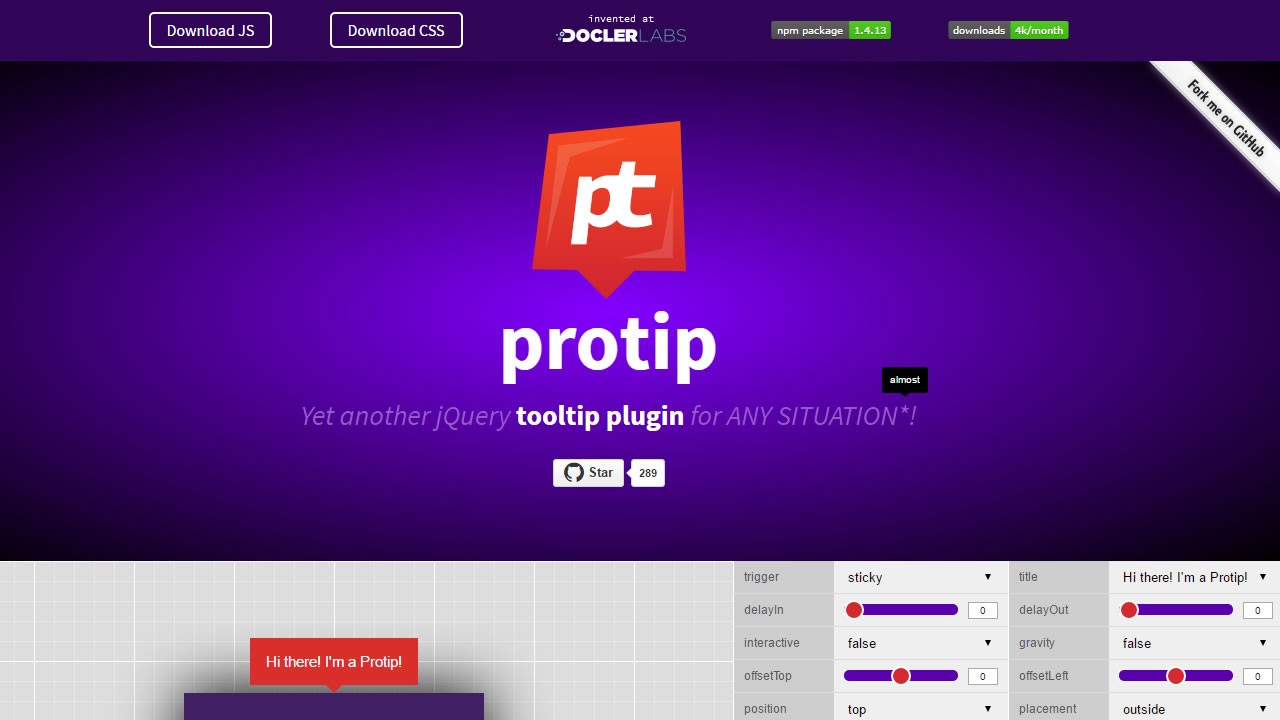 Download JS
Download CSS
invented at
DOCLERLABS
npm package 1.4.13
downloads 4k/month
Fork me on GitHub
pt
protip
almost
Yet another jQuery tooltip plugin for ANY SITUATION*!
Star 289
trigger sticky title Hi there! I'm a Protip!
delayIn 0 delayOut 0
interactive false gravity false
Hi there! I'm a Protip!
offsetTop 0 offsetLeft 0
position top placement outside